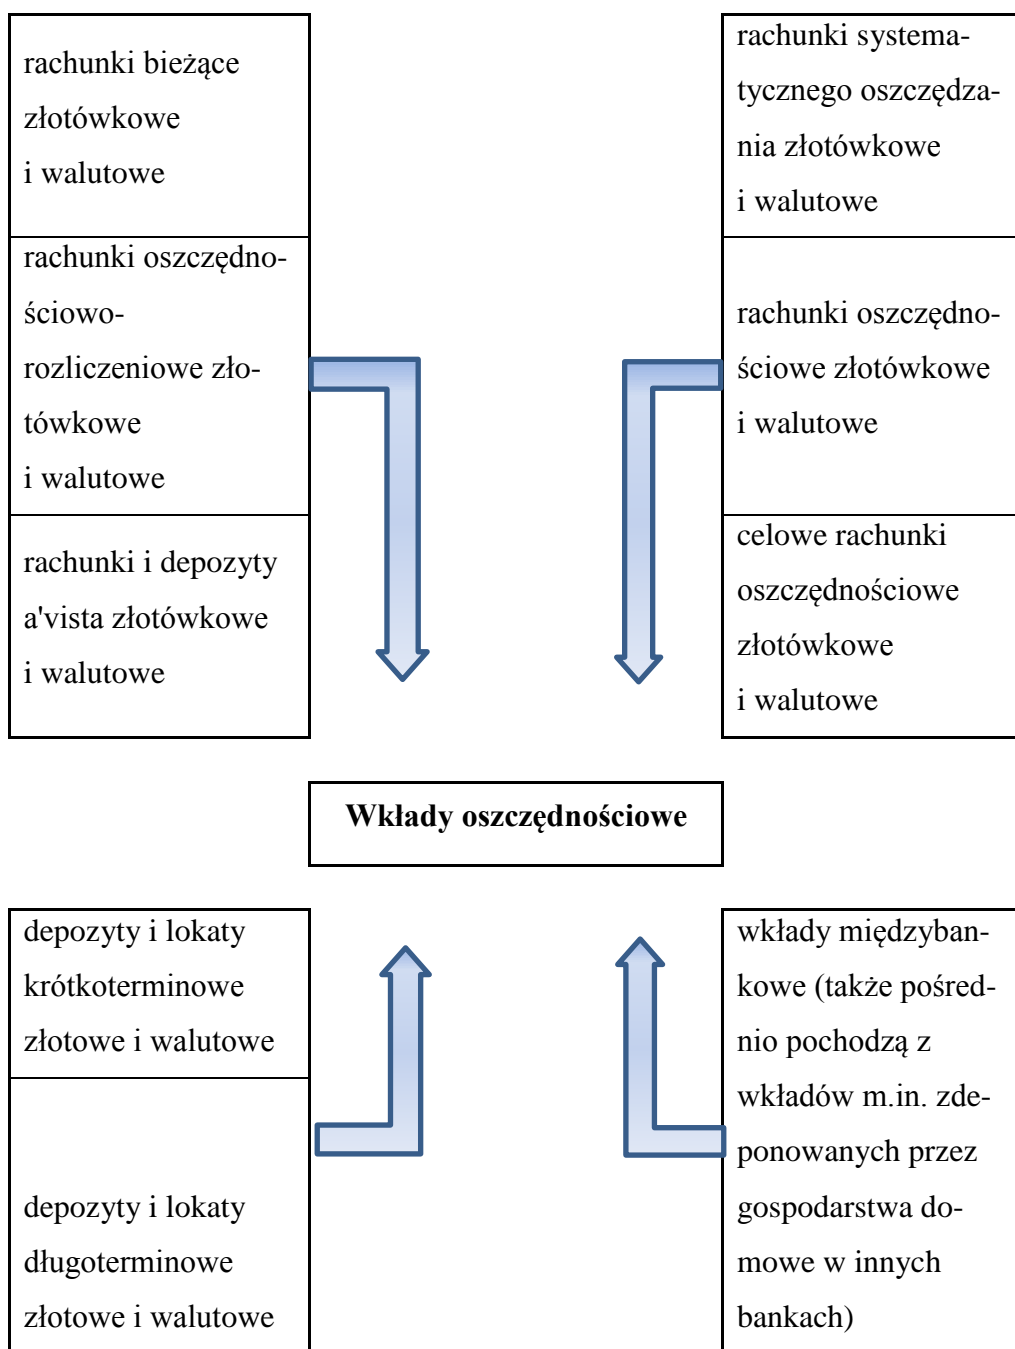 rachunki bieżące
złotówkowe
i walutowe
rachunki oszczędno-
ściowo-
rozliczeniowe zło-
tówkowe
i walutowe
rachunki i depozyty
a'vista złotówkowe
i walutowe
rachunki systema-
tycznego oszczędza-
nia złotówkowe
i walutowe
rachunki oszczędno-
ściowe złotówkowe
i walutowe
celowe rachunki
oszczędnościowe
złotówkowe
i walutowe
Wkłady oszczędnościowe
depozyty i lokaty
krótkoterminowe
złotowe i walutowe
depozyty i lokaty
długoterminowe
złotowe i walutowe
wkłady międzyban-
kowe (także pośred-
nio pochodzą z
wkładów m.in. zde-
ponowanych przez
gospodarstwa do-
mowe w innych
bankach)